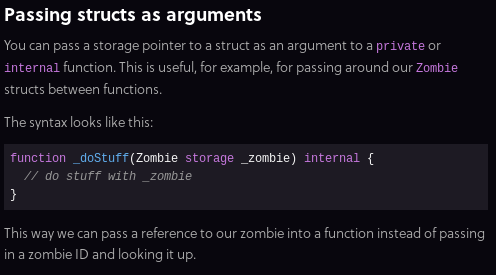 Passing structs as arguments
You can pass a storage pointer to a struct as an argument to a private or
internal function. This is useful, for example, for passing around our Zombie
structs between functions.
The syntax looks like this:
function _doStuff(Zombie storage _zombie) internal {
  // do stuff with _zombie
}
This way we can pass a reference to our zombie into a function instead of passing
in a zombie ID and looking it up.